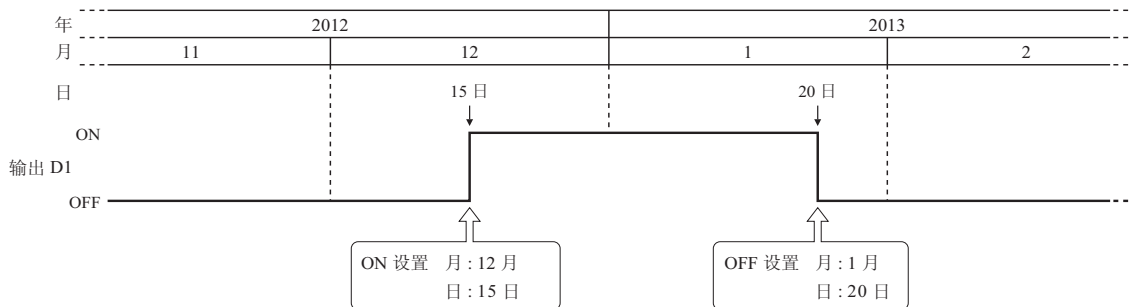 年 2012 2013
月 11 12 1 2
日 15 日 20 日
ON
输出 D1
OFF
ON 设置 月 : 12 月
日 : 15 日
OFF 设置 月 : 1 月
日 : 20 日